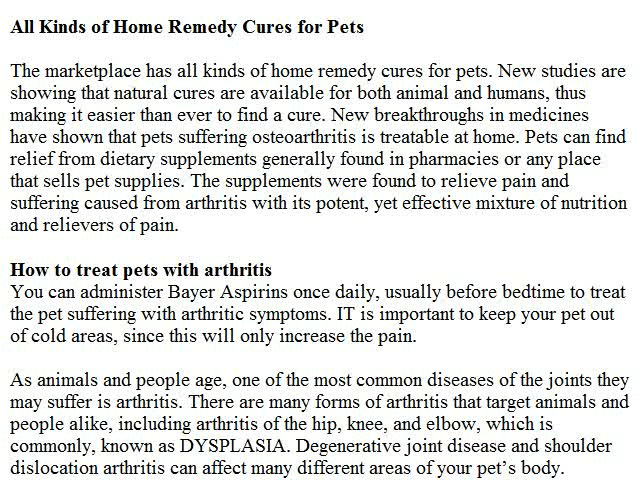 All Kinds of Home Remedy Cures for Pets
The marketplace has all kinds of home remedy cures for pets. New studies are
showing that natural cures are available for both animal and humans, thus
making it easier than ever to find a cure. New breakthroughs in medicines
have shown that pets suffering osteoarthritis is treatable at home. Pets can find
relief from dietary supplements generally found in pharmacies or any place
that sells pet supplies. The supplements were found to relieve pain and
suffering caused from arthritis with its potent, yet effective mixture of nutrition
and relievers of pain.
How to treat pets with arthritis
You can administer Bayer Aspirins once daily, usually before bedtime to treat
the pet suffering with arthritic symptoms. IT is important to keep your pet out
of cold areas, since this will only increase the pain.
As animals and people age, one of the most common diseases of the joints they
may suffer is arthritis. There are many forms of arthritis that target animals and
people alike, including arthritis of the hip, knee, and elbow, which is
commonly, known as DYSPLASIA. Degenerative joint disease and shoulder
dislocation arthritis can affect many different areas of your pet’s body.